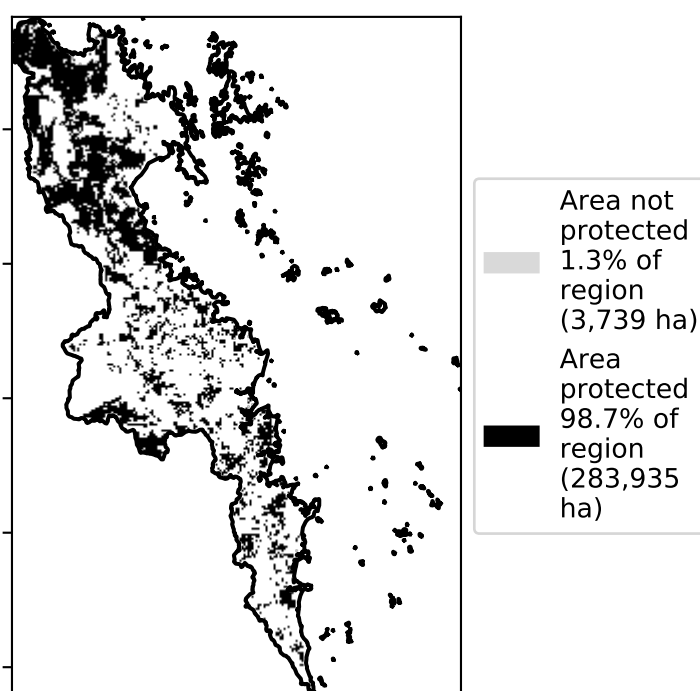 Area not
protected
1.3% of
region
(3,739 ha)
Area
protected
98.7% of
region
(283,935
ha)